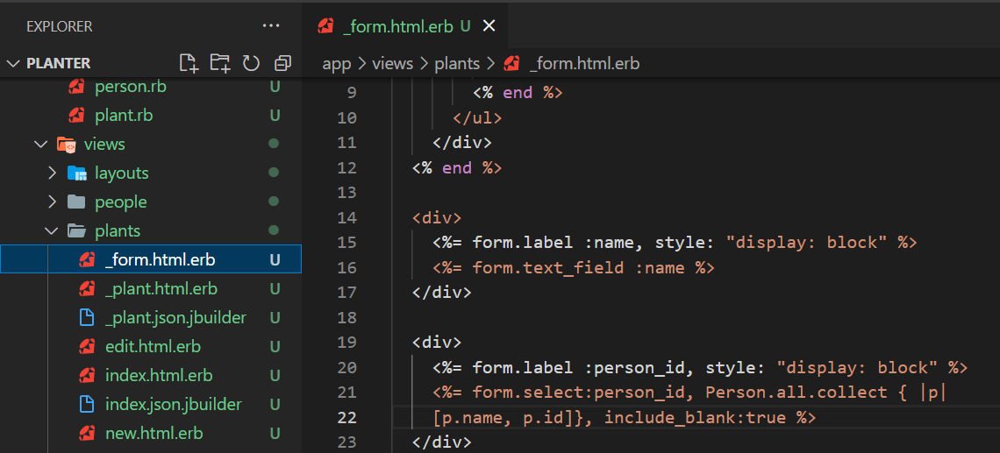 EXPLORER ...
PLANTER
person.rb U
plant.rb U
views
layouts
people
plants
_form.html.erb U
_plant.html.erb U
_plant.json.jbuilder U
edit.html.erb U
index.html.erb U
index.json.jbuilder U
new.html.erb U
_form.html.erb U
app > views > plants > _form.html.erb
9 <% end %>
10 </ul>
11 </div>
12 <% end %>
13
14 <div>
15 <%= form.label :name, style: "display: block" %>
16 <%= form.text_field :name %>
17 </div>
18
19 <div>
20 <%= form.label :person_id, style: "display: block" %>
21 <%= form.select:person_id, Person.all.collect { |p|
22 [p.name, p.id]}, include_blank:true %>
23 </div>